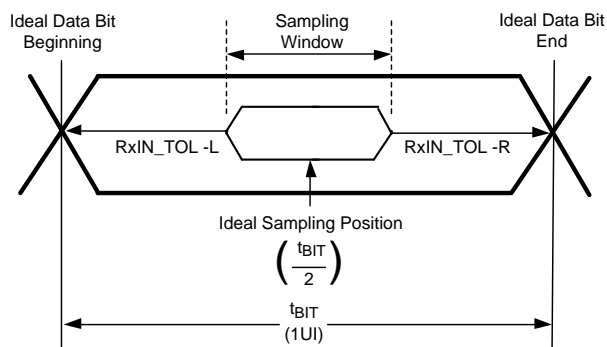 Ideal Data Bit
Beginning
Sampling
Window
Ideal Data Bit
End
RxIN_TOL -L
RxIN_TOL -R
Ideal Sampling Position
(tBIT
2)
tBIT
(1UI)